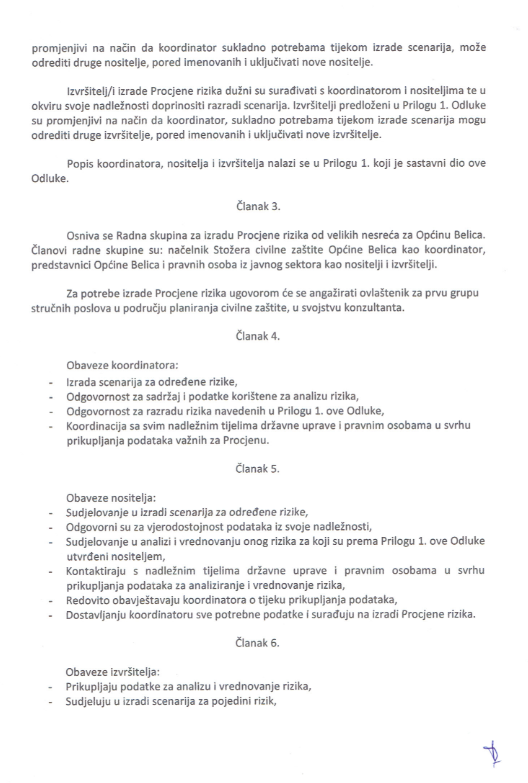 promjenjivi na način da koordinator sukladno potrebama tijekom izrade scenarija, može
odrediti druge nositelje, pored imenovanih i uključivati nove nositelje.
Izvršitelj/i izrade Procjene rizika dužni su surađivati s koordinatorom i nositeljima te u
okviru svoje nadležnosti doprinositi razradi scenarija. Izvršitelji predloženi u Prilogu 1. Odluke
su promjenjivi na način da koordinator, sukladno potrebama tijekom izrade scenarija mogu
odrediti druge izvršitelje, pored imenovanih i uključivati nove izvršitelje.
Popis koordinatora, nositelja i izvršitelja nalazi se u Prilogu 1. koji je sastavni dio ove
Odluke.
Članak 3.
Osniva se Radna skupina za izradu Procjene rizika od velikih nesreća za Općinu Belica.
Članovi radne skupine su: načelnik Stožera civilne zaštite Općine Belica kao koordinator,
predstavnici Općine Belica i pravnih osoba iz javnog sektora kao nositelji i izvršitelji.
Za potrebe izrade Procjene rizika ugovorom će se angažirati ovlaštenik za prvu grupu
stručnih poslova u području planiranja civilne zaštite, u svojstvu konzultanta.
Članak 4.
Obaveze koordinatora:
- Izrada scenarija za određene rizike,
- Odgovornost za sadržaj i podatke korištene za analizu rizika,
- Odgovornost za razradu rizika navedenih u Prilogu 1. ove Odluke,
- Koordinacija sa svim nadležnim tijelima državne uprave i pravnim osobama u svrhu
prikupljanja podataka važnih za Procjenu.
Članak 5.
Obaveze nositelja:
- Sudjelovanje u izradi scenarija za određene rizike,
- Odgovorni su za vjerodostojnost podataka iz svoje nadležnosti,
- Sudjelovanje u analizi i vrednovanju onog rizika za koji su prema Prilogu 1. ove Odluke
utvrđeni nositeljem,
- Kontaktiraju s nadležnim tijelima državne uprave i pravnim osobama u svrhu
prikupljanja podataka za analiziranje i vrednovanje rizika,
- Redovito obavještavaju koordinatora o tijeku prikupljanja podataka,
- Dostavljanju koordinatoru sve potrebne podatke i surađuju na izradi Procjene rizika.
Članak 6.
Obaveze izvršitelja:
- Prikupljaju podatke za analizu i vrednovanje rizika,
- Sudjeluju u izradi scenarija za pojedini rizik,